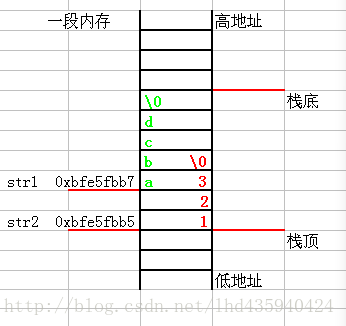 一段内存 高地址
\0 栈底
d
c
b \0
str1 0xbfe5fbb7 a 3
2
str2 0xbfe5fbb5 1
栈顶
低地址
http://blog.csdn.net/lhd435940424